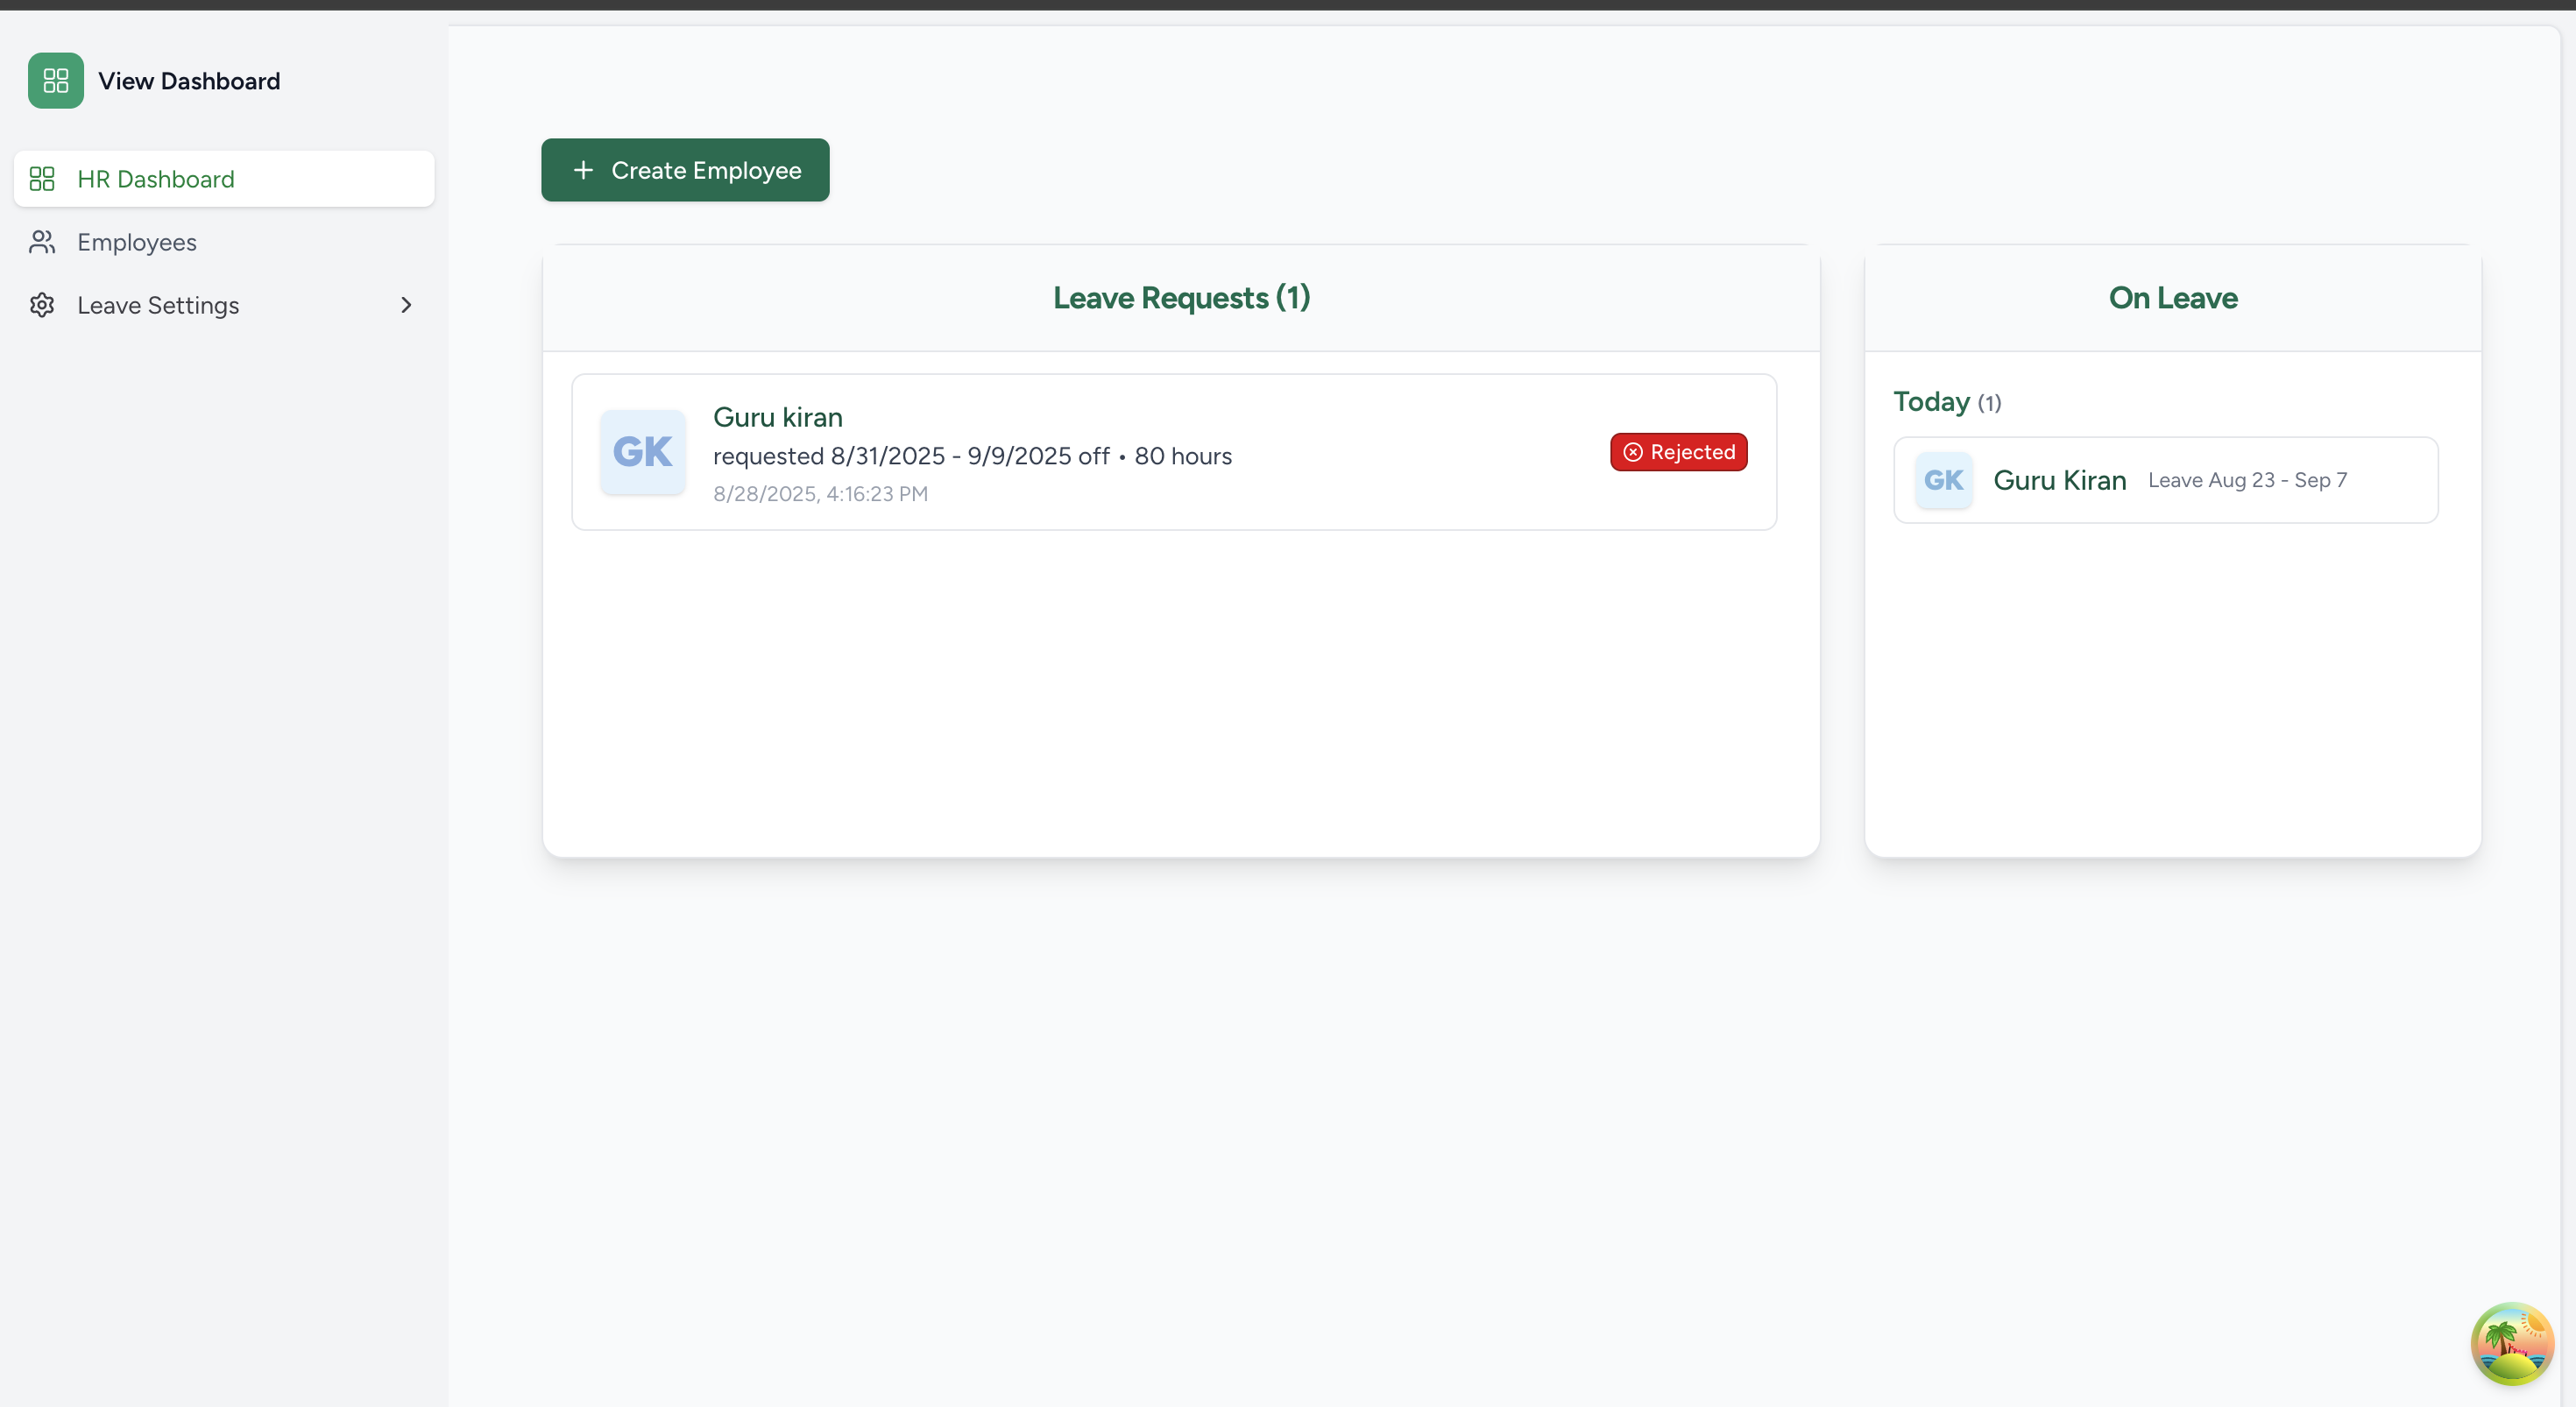 View Dashboard
HR Dashboard
Employees
Leave Settings
Create Employee
Leave Requests (1)
GK
Guru kiran
requested 8/31/2025 - 9/9/2025 off • 80 hours
8/28/2025, 4:16:23 PM
Rejected
On Leave
Today (1)
GK
Guru Kiran
Leave Aug 23 - Sep 7